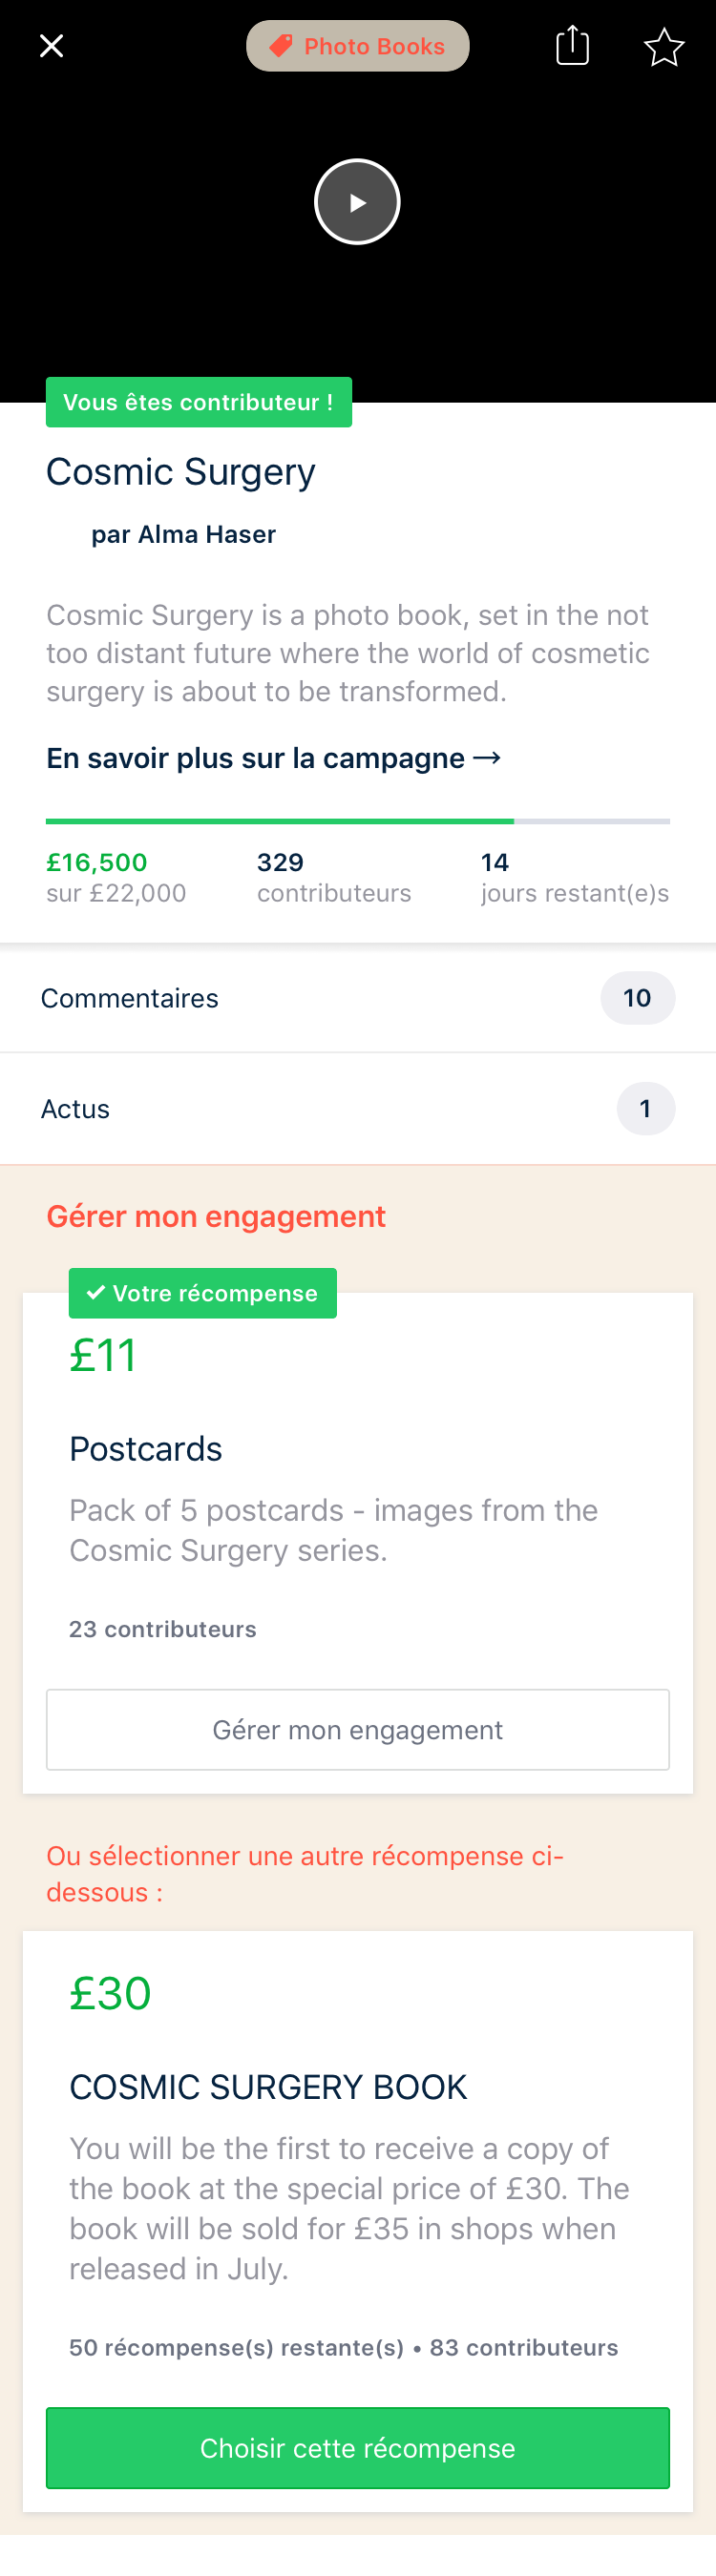 Photo Books
Vous êtes contributeur !
Cosmic Surgery
par Alma Haser
Cosmic Surgery is a photo book, set in the not
too distant future where the world of cosmetic
surgery is about to be transformed.
En savoir plus sur la campagne →
£16,500
sur £22,000
329
contributeurs
14
jours restant(e)s
Commentaires
10
Actus
1
Gérer mon engagement
✓ Votre récompense
£11
Postcards
Pack of 5 postcards - images from the
Cosmic Surgery series.
23 contributeurs
Gérer mon engagement
Ou sélectionner une autre récompense ci-
dessous :
£30
COSMIC SURGERY BOOK
You will be the first to receive a copy of
the book at the special price of £30. The
book will be sold for £35 in shops when
released in July.
50 récompense(s) restante(s) • 83 contributeurs
Choisir cette récompense